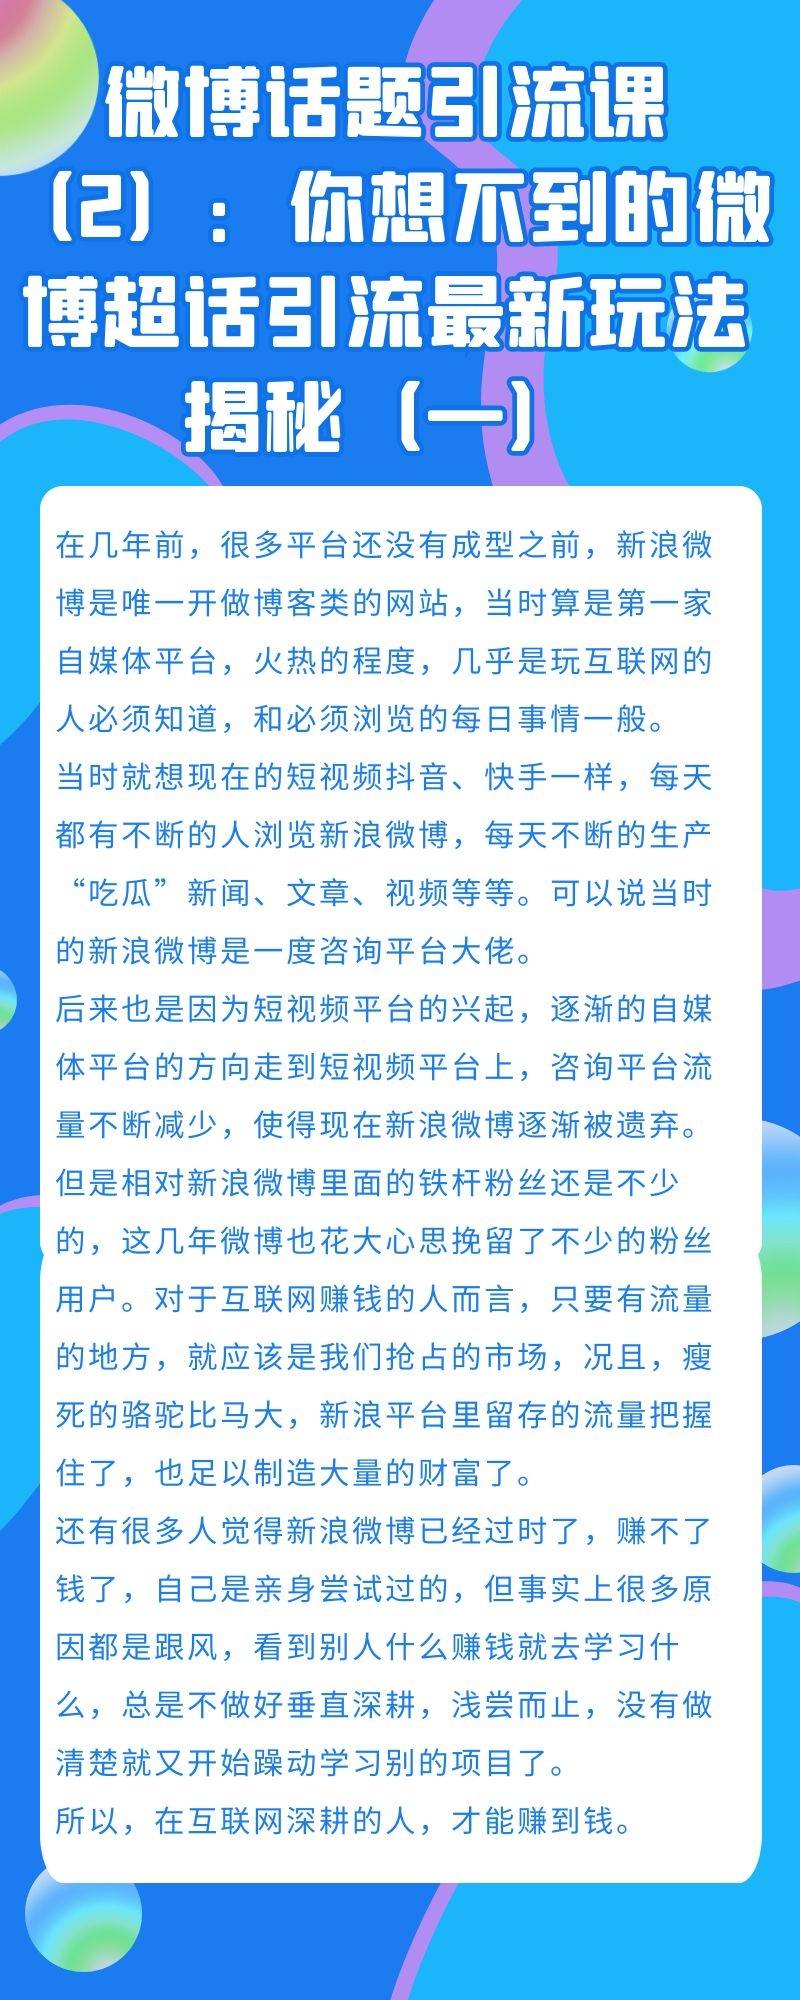 微博话题引流课
（2）：你想不到的微
博超话引流最新玩法
揭秘（一）
在几年前，很多平台还没有成型之前，新浪微
博是唯一开做博客类的网站，当时算是第一家
自媒体平台，火热的程度，几乎是玩互联网的
人必须知道，和必须浏览的每日事情一般。
当时就想现在的短视频抖音、快手一样，每天
都有不断的人浏览新浪微博，每天不断的生产
“吃瓜”新闻、文章、视频等等。可以说当时
的新浪微博是一度咨询平台大佬。
后来也是因为短视频平台的兴起，逐渐的自媒
体平台的方向走到短视频平台上，咨询平台流
量不断减少，使得现在新浪微博逐渐被遗弃。
但是相对新浪微博里面的铁杆粉丝还是不少
的，这几年微博也花大心思挽留了不少的粉丝
用户。对于互联网赚钱的人而言，只要有流量
的地方，就应该是我们抢占的市场，况且，瘦
死的骆驼比马大，新浪平台里留存的流量把握
住了，也足以制造大量的财富了。
还有很多人觉得新浪微博已经过时了，赚不了
钱了，自己是亲身尝试过的，但事实上很多原
因都是跟风，看到别人什么赚钱就去学习什
么，总是不做好垂直深耕，浅尝而止，没有做
清楚就又开始躁动学习别的项目了。
所以，在互联网深耕的人，才能赚到钱。